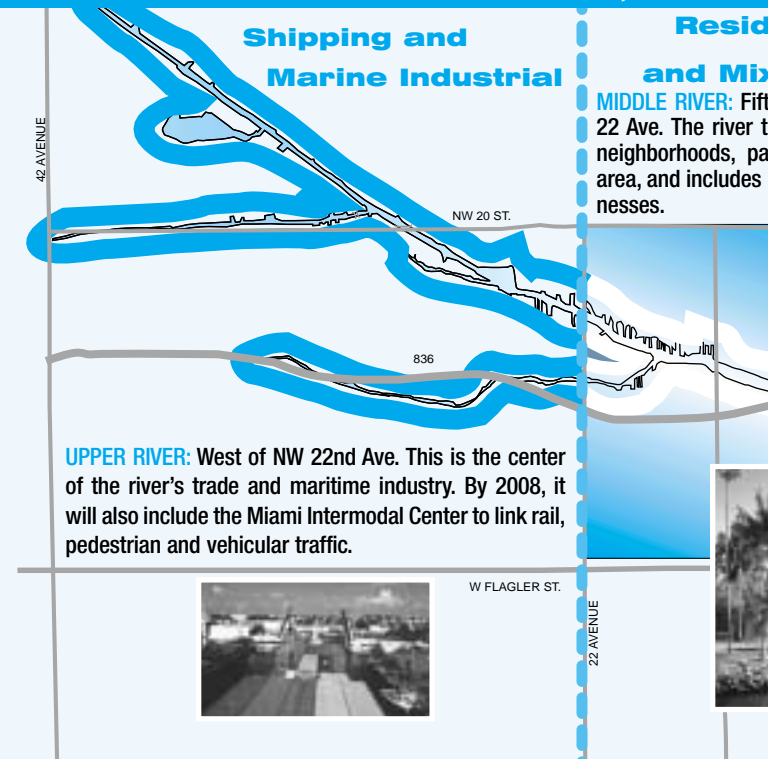 Shipping and
Marine Industrial
42 AVENUE
NW 20 ST.
836
UPPER RIVER: West of NW 22nd Ave. This is the center
of the river's trade and maritime industry. By 2008, it
will also include the Miami Intermodal Center to link rail,
pedestrian and vehicular traffic.
W FLAGLER ST.
22 AVENUE
and
MIDDLE RIVER:
22 Ave. The river
neighborhoods,
area, and includes
nesses.